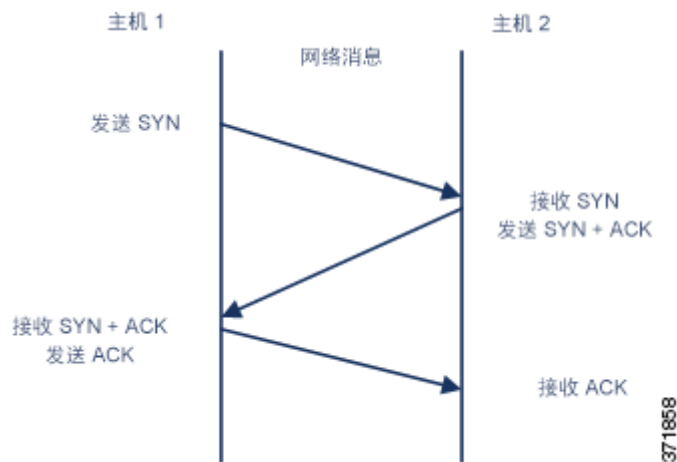 主机 1
主机 2
网络消息
发送 SYN
接收 SYN
发送 SYN + ACK
接收 SYN + ACK
发送 ACK
接收 ACK
371858